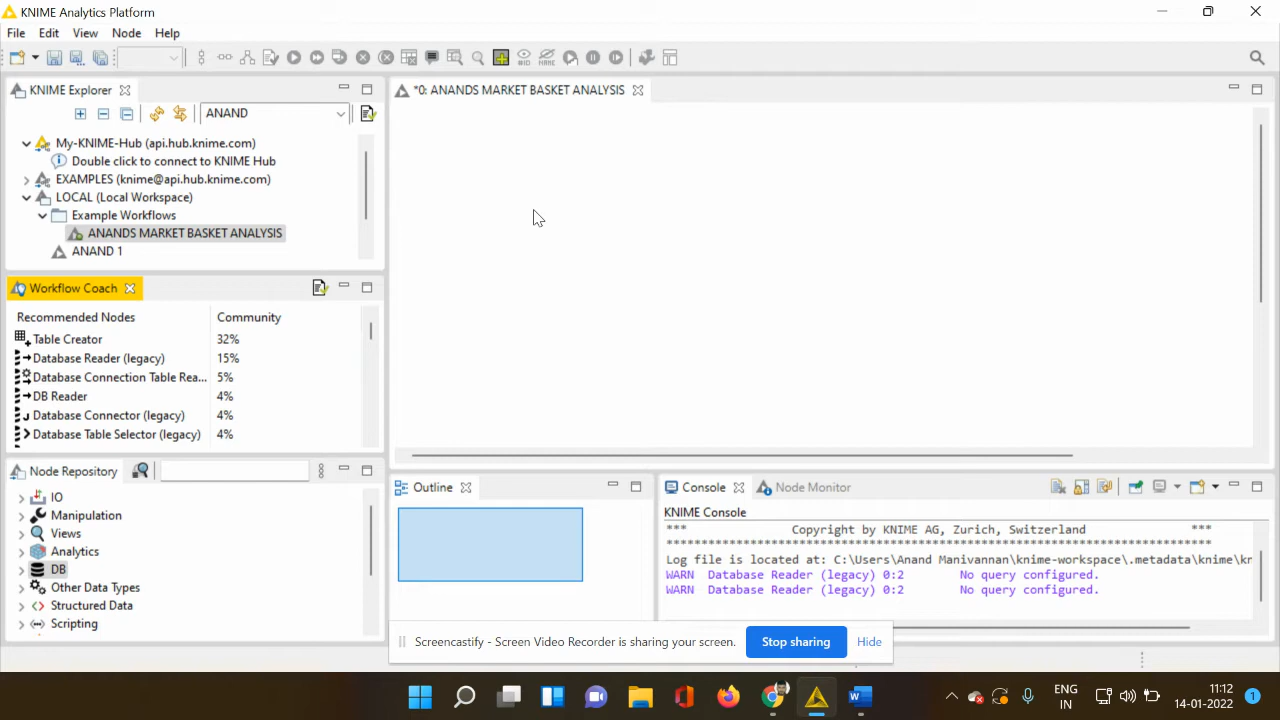 KNIME Analytics Platform
File Edit View Node Help
KNIME Explorer
ANAND
My-KNIME-Hub (api.hub.knime.com)
Double click to connect to KNIME Hub
EXAMPLES (knime@api.hub.knime.com)
LOCAL (Local Workspace)
Example Workflows
ANANDS MARKET BASKET ANALYSIS
ANAND 1
*0: ANANDS MARKET BASKET ANALYSIS
Workflow Coach
Recommended Nodes Community
Table Creator 32%
Database Reader (legacy) 15%
Database Connection Table Rea... 5%
DB Reader 4%
Database Connector (legacy) 4%
Database Table Selector (legacy) 4%
Node Repository
IO
Manipulation
Views
Analytics
DB
Other Data Types
Structured Data
Scripting
Outline
Console Node Monitor
KNIME Console
*** Copyright by KNIME AG, Zurich, Switzerland ***
Log file is located at: C:\Users\Anand Manivannan\knime-workspace\.metadata\knime\kn
WARN Database Reader (legacy) 0:2 No query configured.
WARN Database Reader (legacy) 0:2 No query configured.
Screencastify - Screen Video Recorder is sharing your screen. Stop sharing Hide
ENG
IN
11:12
14-01-2022
1